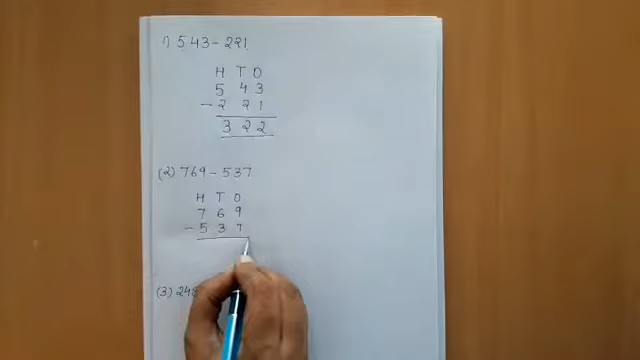 1) 543 - 221
H T O
5 4 3
- 2 2 1
3 2 2
(2) 769 - 537
H T O
7 6 9
- 5 3 7
(3) 248